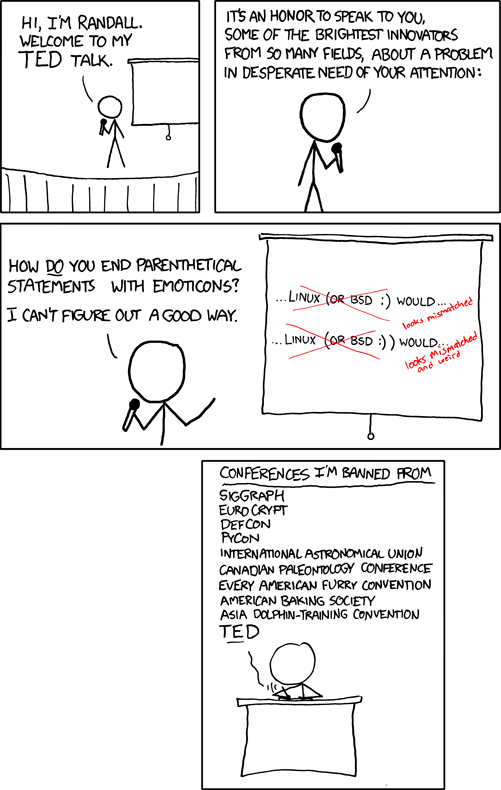 HI, I'M RANDALL.
WELCOME TO MY
TED TALK.
IT'S AN HONOR TO SPEAK TO YOU,
SOME OF THE BRIGHTEST INNOVATORS
FROM SO MANY FIELDS, ABOUT A PROBLEM
IN DESPERATE NEED OF YOUR ATTENTION:
HOW DO YOU END PARENTHETICAL
STATEMENTS WITH EMOTICONS?
I CAN'T FIGURE OUT A GOOD WAY.
...LINUX (OR BSD :) WOULD...
looks mismatched
...LINUX (OR BSD :)) WOULD...
looks mismatched
and weird
CONFERENCES I'M BANNED FROM
SIGGRAPH
EUROCRYPT
DEFCON
PYCON
INTERNATIONAL ASTRONOMICAL UNION
CANADIAN PALEONTOLOGY CONFERENCE
EVERY AMERICAN FURRY CONVENTION
AMERICAN BAKING SOCIETY
ASIA DOLPHIN-TRAINING CONVENTION
TED